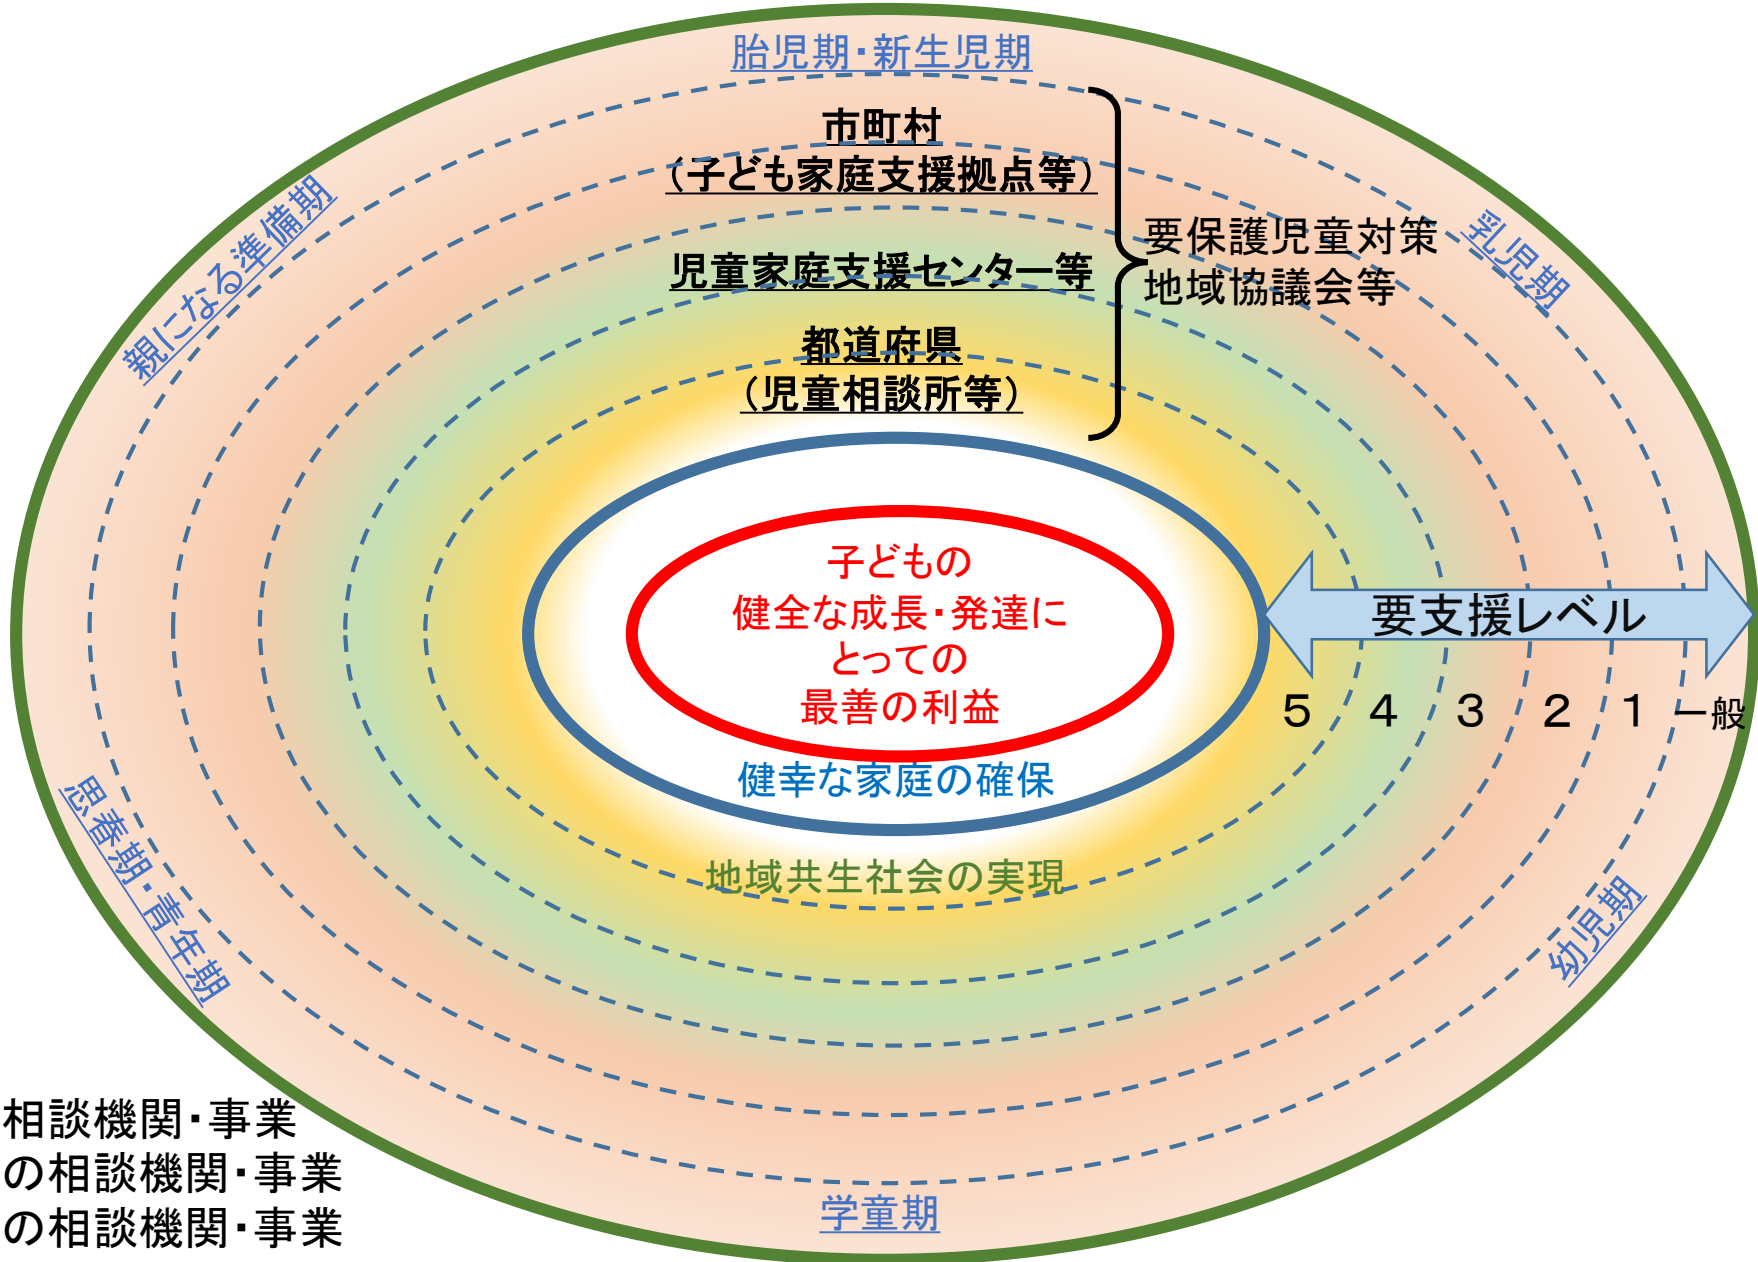 胎児期・新生児期
市町村
（子ども家庭支援拠点等）
親になる準備期
乳児期
要保護児童対策
地域協議会等
児童家庭支援センター等
都道府県
（児童相談所等）
子どもの
健全な成長・発達に
とっての
最善の利益
要支援レベル
5 4 3 2 1 一般
健幸な家庭の確保
地域共生社会の実現
思春期・青年期
幼児期
相談機関・事業
の相談機関・事業
の相談機関・事業
学童期